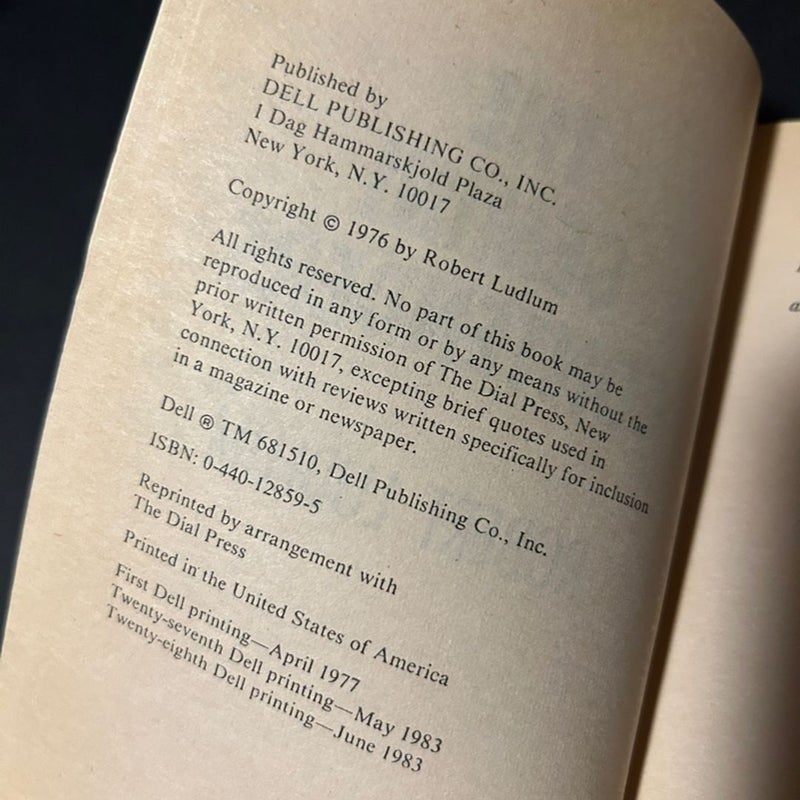 Published by
DELL PUBLISHING CO., INC.
1 Dag Hammarskjold Plaza
New York, N.Y. 10017
Copyright © 1976 by Robert Ludlum
All rights reserved. No part of this book may be
reproduced in any form or by any means without the
prior written permission of The Dial Press, New
York, N.Y. 10017, excepting brief quotes used in
connection with reviews written specifically for inclusion
in a magazine or newspaper.
Dell ® TM 681510, Dell Publishing Co., Inc.
ISBN: 0-440-12859-5
Reprinted by arrangement with
The Dial Press
Printed in the United States of America
First Dell printing—April 1977
Twenty-seventh Dell printing—May 1983
Twenty-eighth Dell printing—June 1983